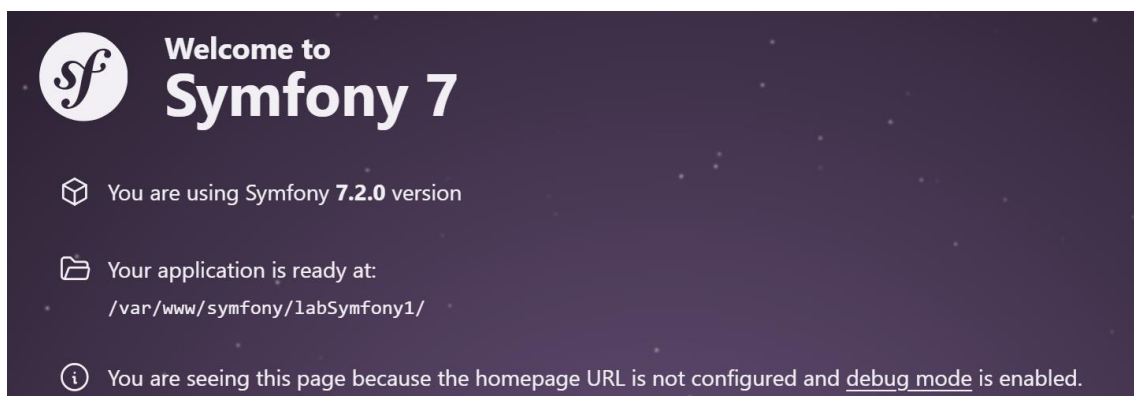 sf
Welcome to
Symfony 7
You are using Symfony 7.2.0 version
Your application is ready at:
/var/www/symfony/labSymfony1/
You are seeing this page because the homepage URL is not configured and debug mode is enabled.